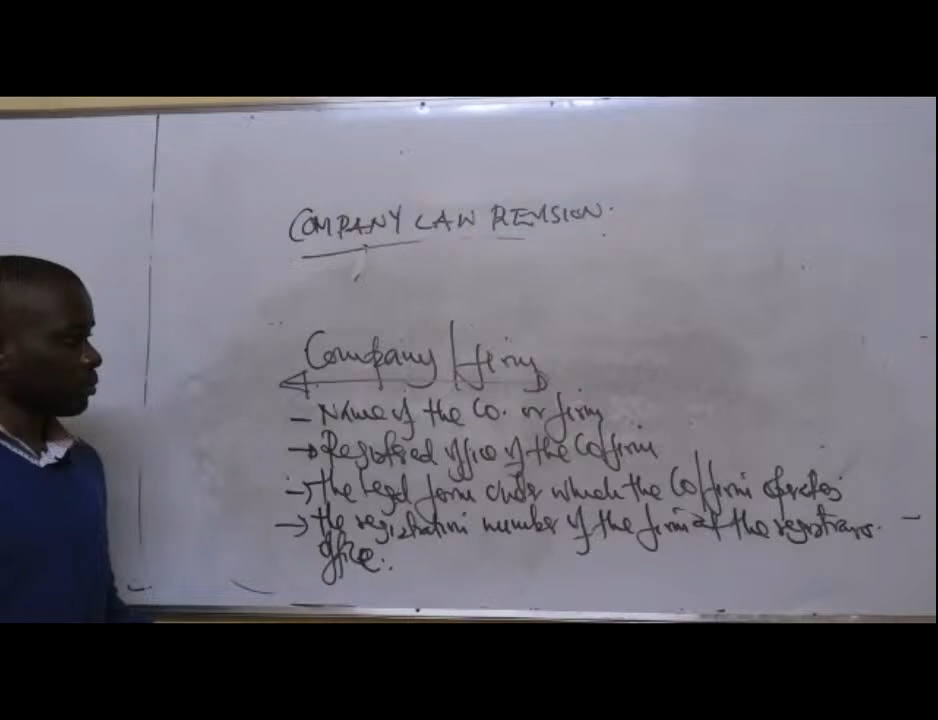 COMPANY LAW REVISION.
Company/firm
- Name of the Co. or firm
→ Registered office of the Co/firm
→ the legal form under which the Co/firm operates
→ the registration number of the firm at the registrars
office.